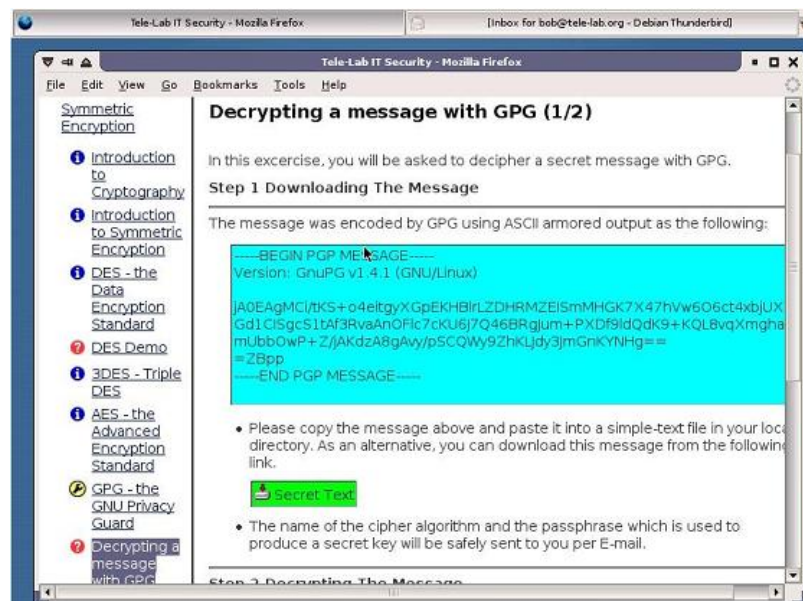 Tele-Lab IT Security - Mozilla Firefox
[Inbox for bob@tele-lab.org - Debian Thunderbird]
Tele-Lab IT Security - Mozilla Firefox
File Edit View Go Bookmarks Tools Help
Symmetric
Encryption
Introduction
to
Cryptography
Introduction
to Symmetric
Encryption
DES - the
Data
Encryption
Standard
DES Demo
3DES - Triple
DES
AES - the
Advanced
Encryption
Standard
GPG - the
GNU Privacy
Guard
Decrypting a
message
with GPG
Decrypting a message with GPG (1/2)
In this excercise, you will be asked to decipher a secret message with GPG.
Step 1 Downloading The Message
The message was encoded by GPG using ASCII armored output as the following:
-----BEGIN PGP MESSAGE-----
Version: GnuPG v1.4.1 (GNU/Linux)
=ZBpp
-----END PGP MESSAGE-----
Please copy the message above and paste it into a simple-text file in your loca
directory. As an alternative, you can download this message from the following
link.
Secret Text
The name of the cipher algorithm and the passphrase which is used to
produce a secret key will be safely sent to you per E-mail.
Step 2 Decrypting The Message